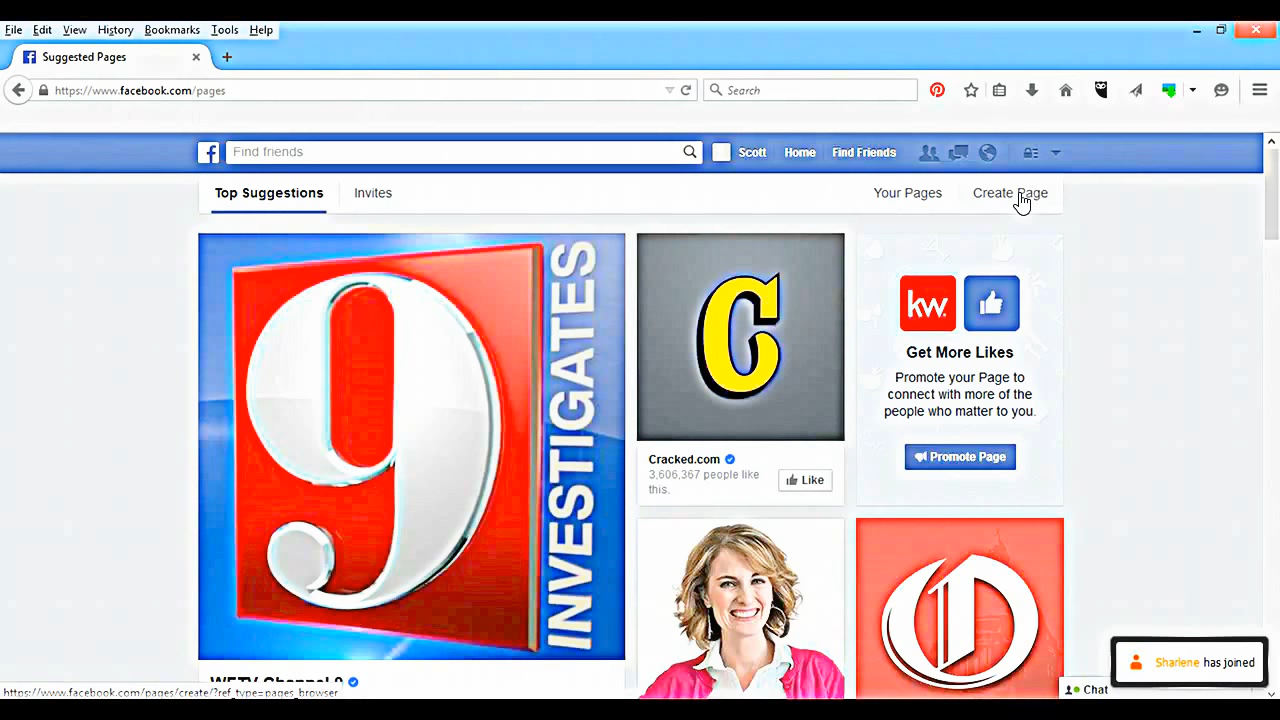 File Edit View History Bookmarks Tools Help
Suggested Pages
https://www.facebook.com/pages
Search
Find friends
Scott Home Find Friends
Top Suggestions Invites Your Pages Create Page
9 INVESTIGATES
C
Cracked.com
3,606,367 people like
this.
Like
kw
Get More Likes
Promote your Page to
connect with more of the
people who matter to you.
Promote Page
O
WFTV Channel 9
Sharlene has joined
Chat
https://www.facebook.com/pages/create/?ref_type=pages_browser